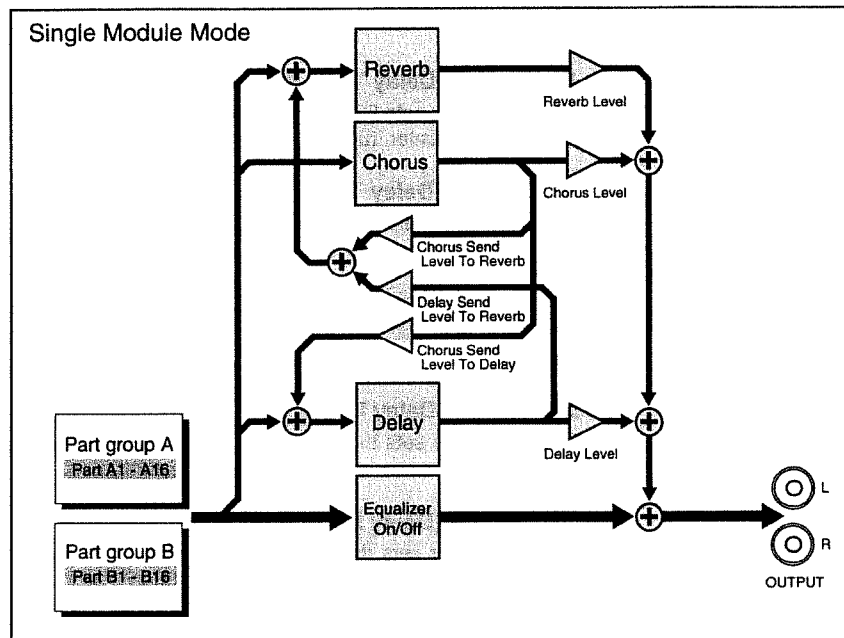 Single Module Mode
Reverb
Reverb Level
Chorus
Chorus Level
Chorus Send
Level To Reverb
Delay Send
Level To Reverb
Chorus Send
Level To Delay
Delay
Delay Level
Part group A
Part A1 - A16
Equalizer
On/Off
Part group B
Part B1 - B16
L
R
OUTPUT